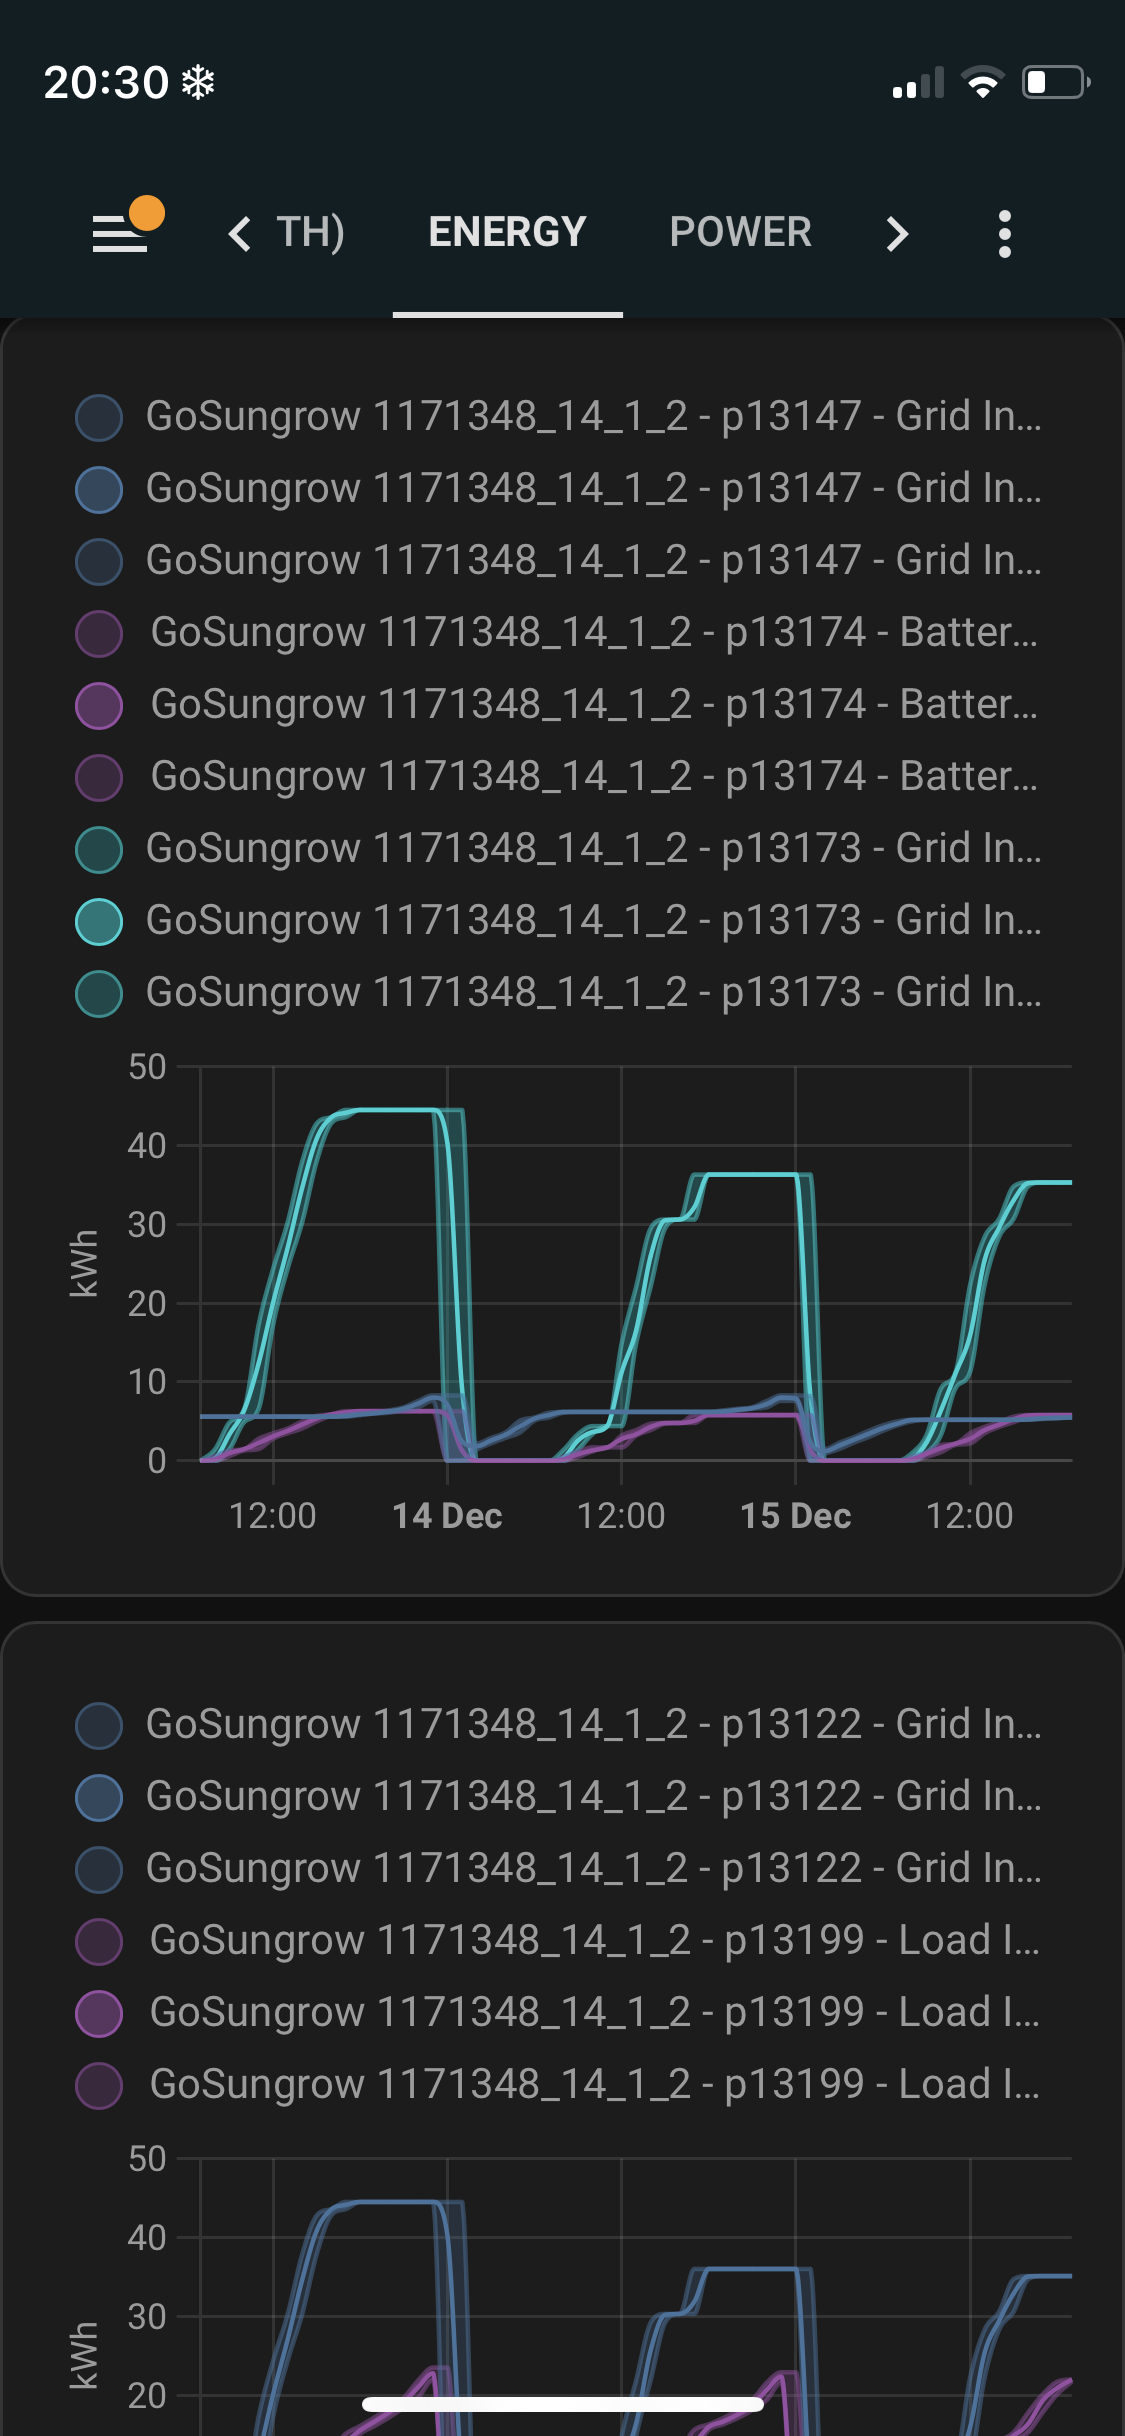 20:30
TH) ENERGY POWER
GoSungrow 1171348_14_1_2 - p13147 - Grid In...
GoSungrow 1171348_14_1_2 - p13147 - Grid In...
GoSungrow 1171348_14_1_2 - p13147 - Grid In...
GoSungrow 1171348_14_1_2 - p13174 - Batter...
GoSungrow 1171348_14_1_2 - p13174 - Batter...
GoSungrow 1171348_14_1_2 - p13174 - Batter...
GoSungrow 1171348_14_1_2 - p13173 - Grid In...
GoSungrow 1171348_14_1_2 - p13173 - Grid In...
GoSungrow 1171348_14_1_2 - p13173 - Grid In...
50
40
30
kWh
20
10
0
12:00 14 Dec 12:00 15 Dec 12:00
GoSungrow 1171348_14_1_2 - p13122 - Grid In...
GoSungrow 1171348_14_1_2 - p13122 - Grid In...
GoSungrow 1171348_14_1_2 - p13122 - Grid In...
GoSungrow 1171348_14_1_2 - p13199 - Load I...
GoSungrow 1171348_14_1_2 - p13199 - Load I...
GoSungrow 1171348_14_1_2 - p13199 - Load I...
50
40
30
kWh
20